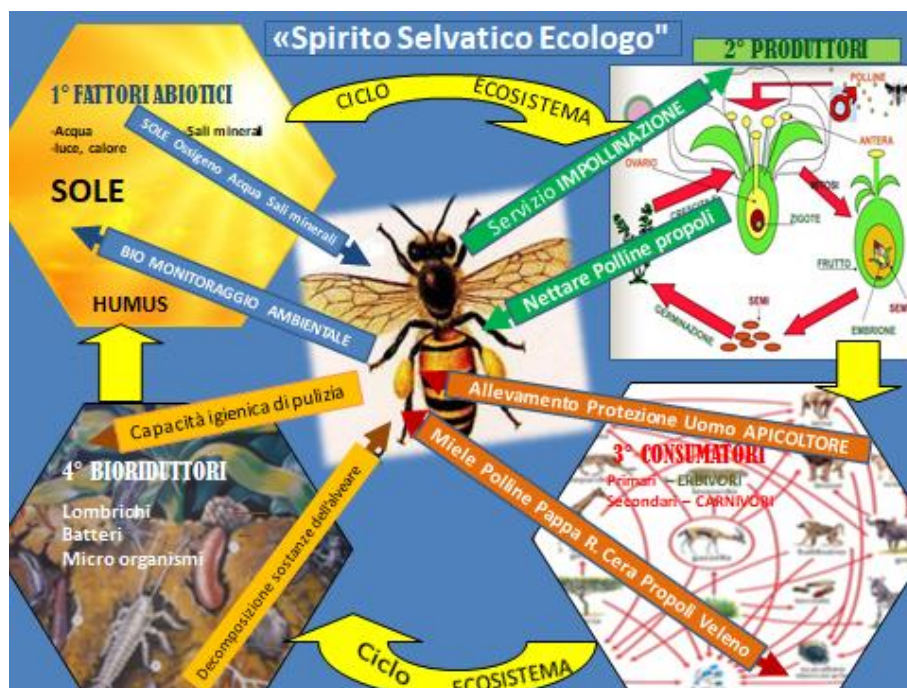 «Spirito Selvatico Ecologo"
1° FATTORI ABIOTICI
-Acqua
-Sali minerali
-luce, calore
SOLE
HUMUS
CICLO ECOSISTEMA
2° PRODUTTORI
POLLINE
ANTERA
OVARIO
ZIGOTE
FRUTTO
SEMI
EMBRIONE
SEMI
GERMINAZIONE
SOLE Ossigeno Acqua Sali minerali
BIO MONITORAGGIO AMBIENTALE
Servizio IMPOLLINAZIONE
Nettare Polline propoli
Capacità igienica di pulizia
Decomposizione sostanze dell'alveare
Allevamento Protezione Uomo APICOLTORE
Miele Polline Pappa R. Cera Propoli Veleno
4° BIORIDUTTORI
Lombrichi
Batteri
Micro organismi
3° CONSUMATORI
Primari – ERBIVORI
Secondari – CARNIVORI
Ciclo ECOSISTEMA